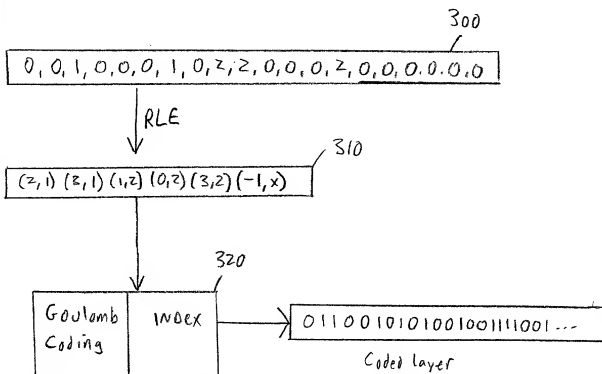 300
0, 0, 1, 0, 0, 0, 1, 0, 2, 2, 0, 0, 0, 2, 0, 0, 0, 0, 0, 0
RLE
310
(2,1) (3,1) (1,2) (0,2) (3,2) (-1,x)
320
Goulomb Coding
INDEX
0110010101001001111001 ...
Coded layer